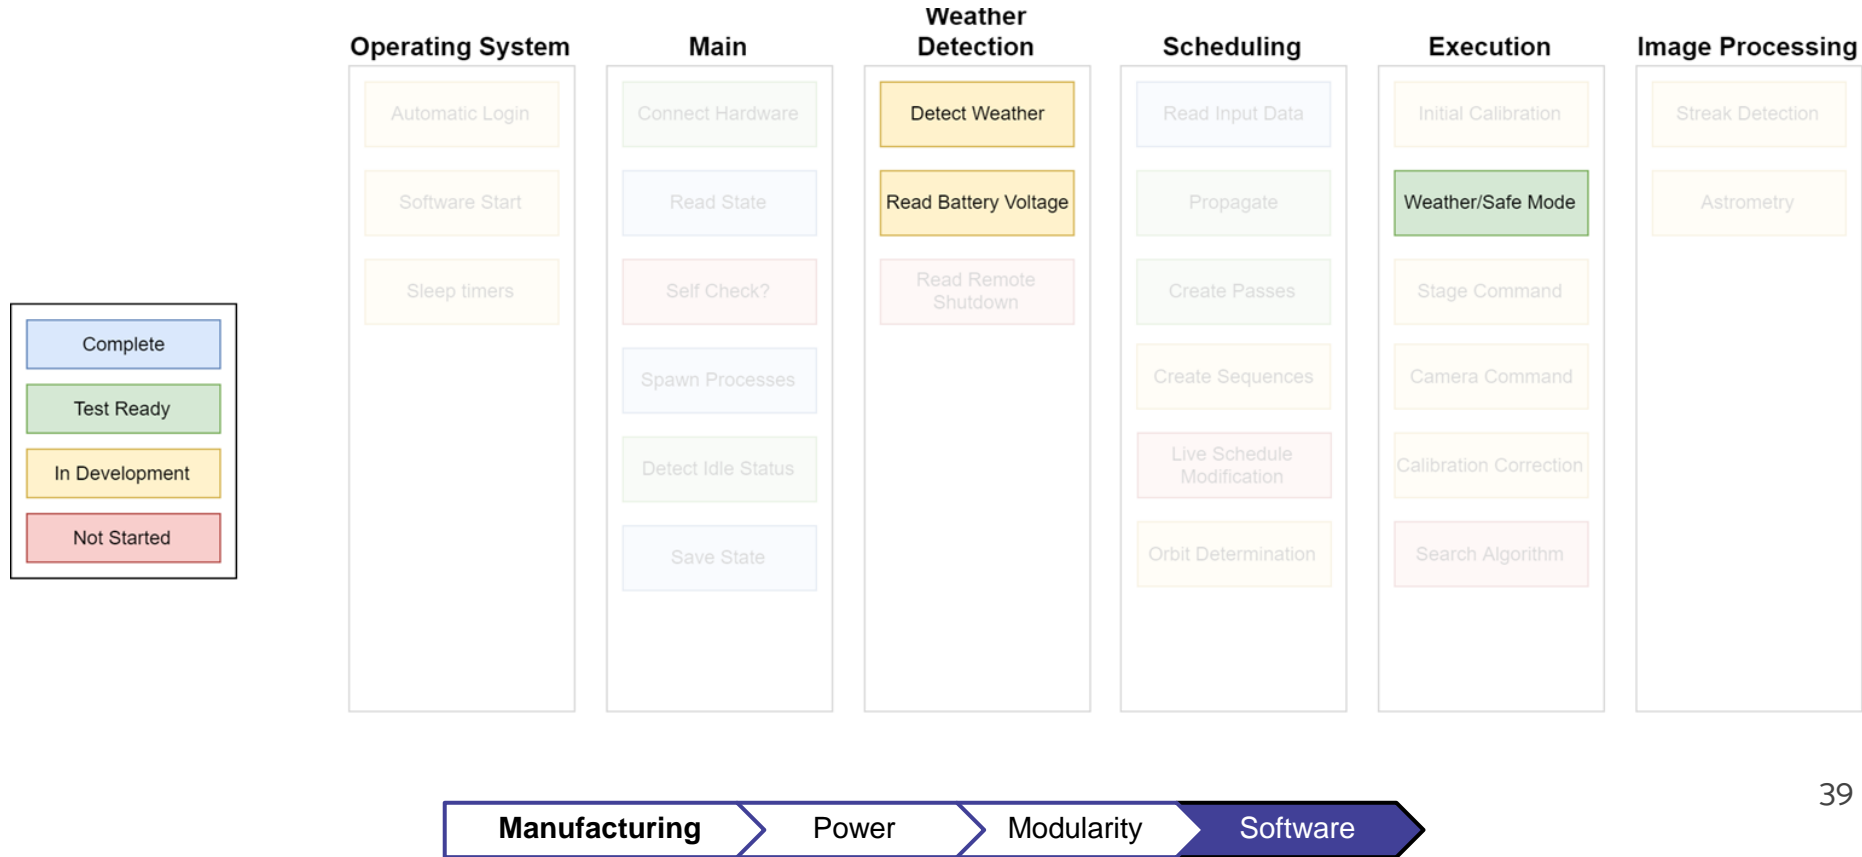 Operating System
Main
Weather
Detection
Scheduling
Execution
Image Processing
Automatic Login
Software Start
Sleep timers
Connect Hardware
Read State
Self Check?
Spawn Processes
Detect Idle Status
Save State
Detect Weather
Read Battery Voltage
Read Remote
Shutdown
Read Input Data
Propagate
Create Passes
Create Sequences
Live Schedule
Modification
Orbit Determination
Initial Calibration
Weather/Safe Mode
Stage Command
Camera Command
Calibration Correction
Search Algorithm
Streak Detection
Astrometry
Complete
Test Ready
In Development
Not Started
Manufacturing
Power
Modularity
Software
39